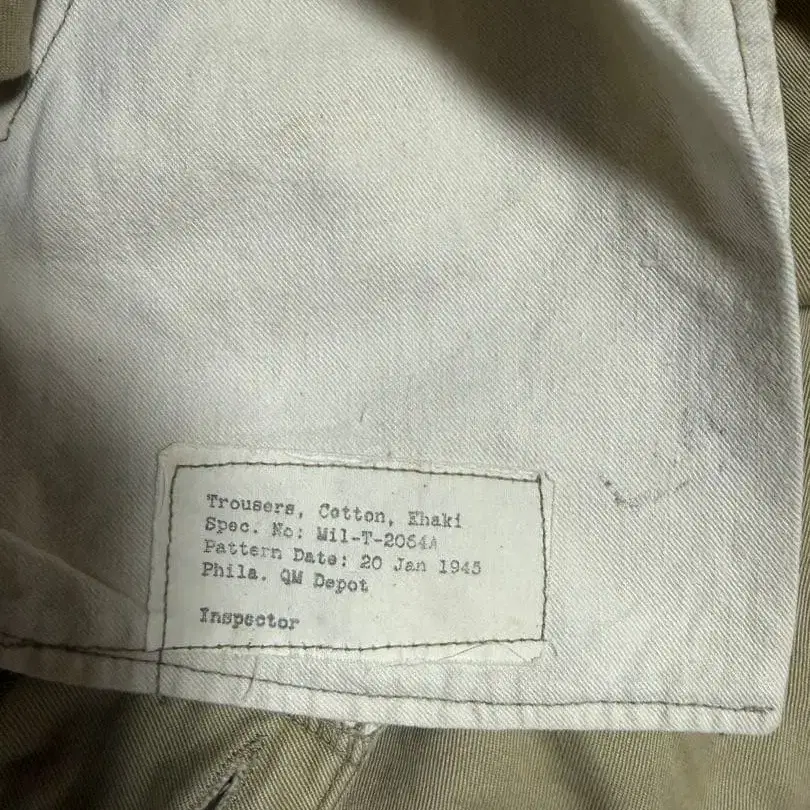 Trousers, Cotton, Khaki
Spec. No: Mil-T-2064A
Pattern Date: 20 Jan 1945
Phila. QM Depot
Inspector